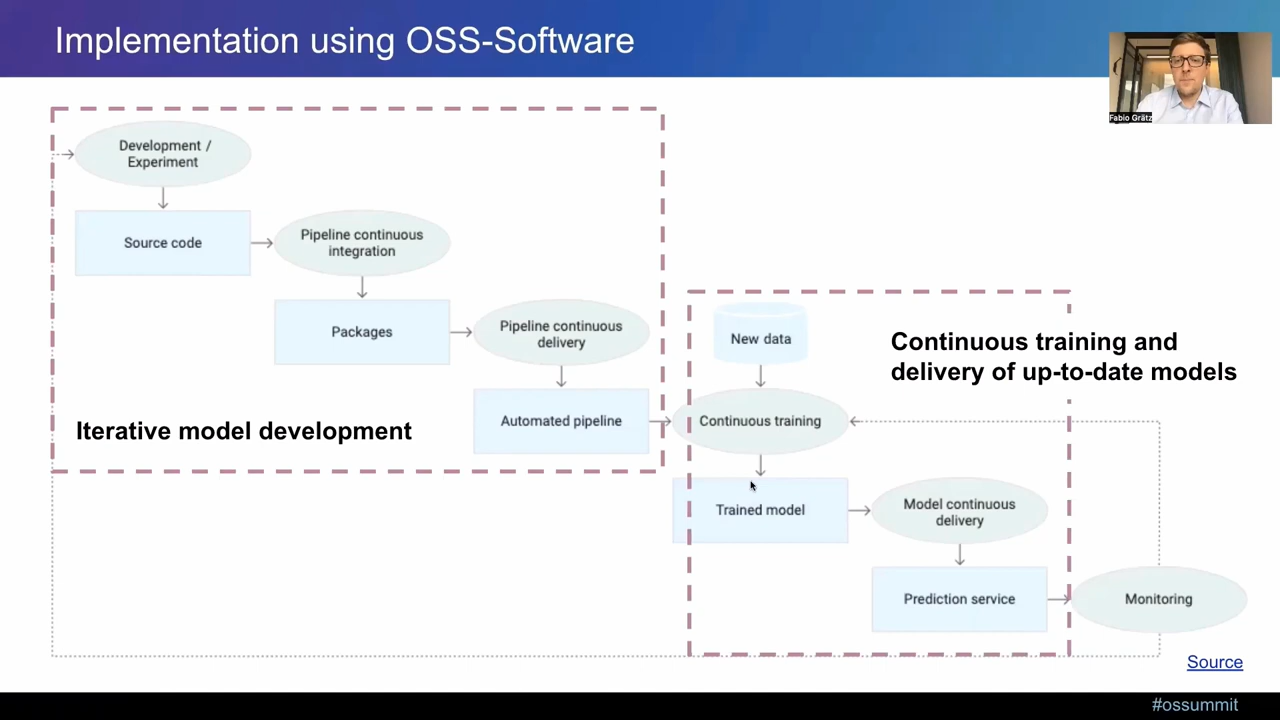 Implementation using OSS-Software
Fabio Grätz
Development /
Experiment
Source code
Pipeline continuous
integration
Packages
Pipeline continuous
delivery
Automated pipeline
Iterative model development
New data
Continuous training and
delivery of up-to-date models
Continuous training
Trained model
Model continuous
delivery
Prediction service
Monitoring
Source
#ossummit